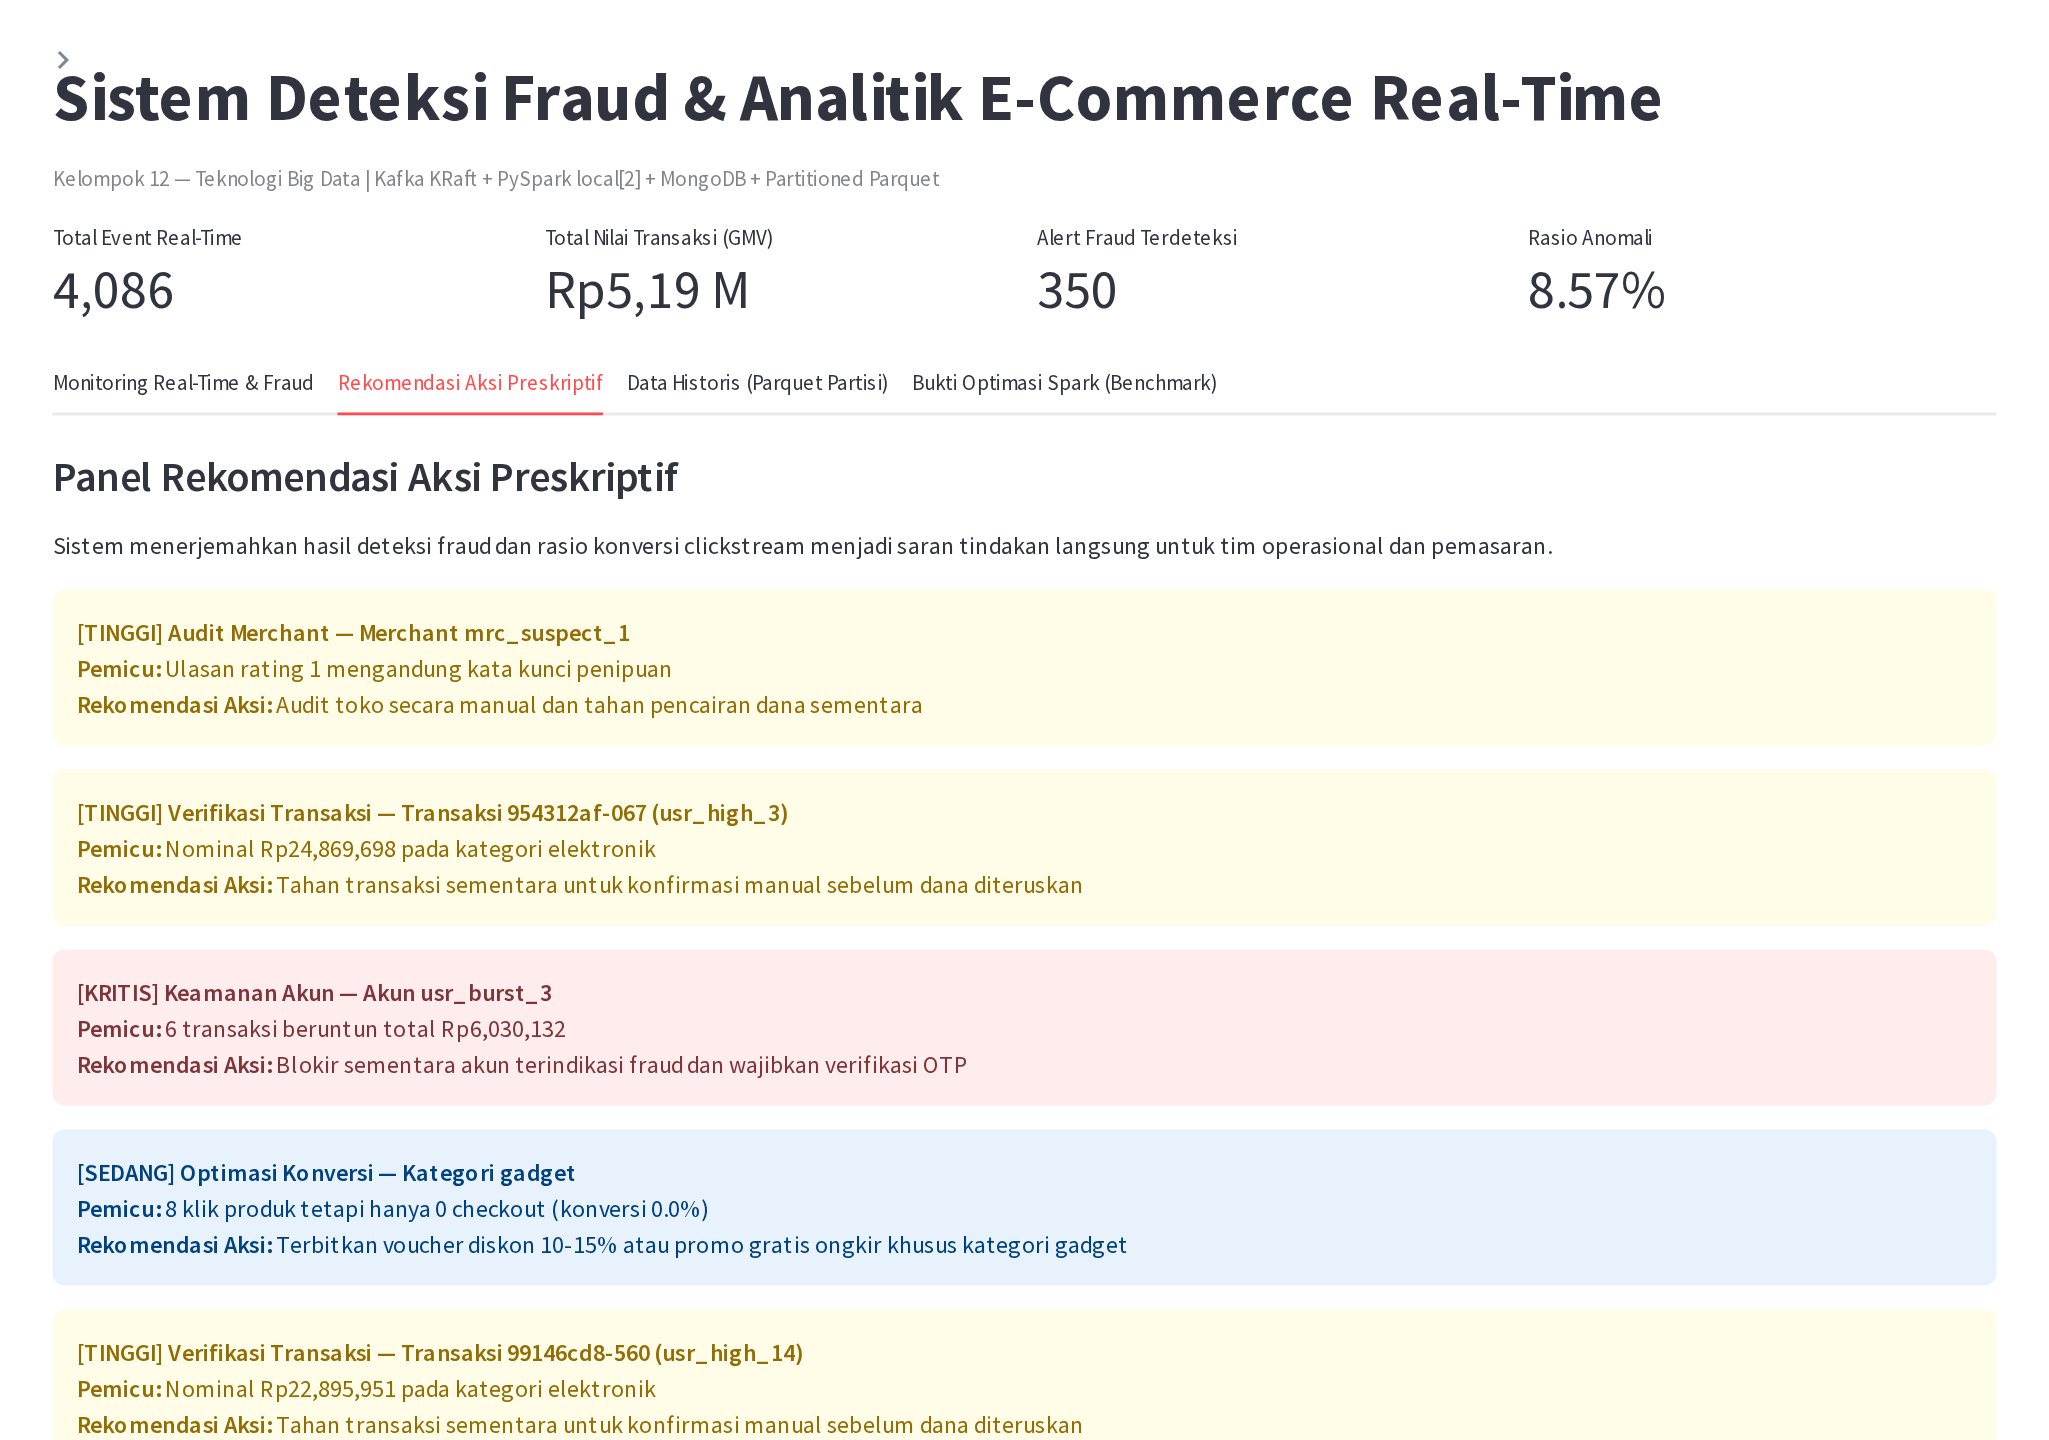 Sistem Deteksi Fraud & Analitik E-Commerce Real-Time
Kelompok 12 — Teknologi Big Data | Kafka KRaft + PySpark local[2] + MongoDB + Partitioned Parquet
Total Event Real-Time
4,086
Total Nilai Transaksi (GMV)
Rp5,19 M
Alert Fraud Terdeteksi
350
Rasio Anomali
8.57%
Monitoring Real-Time & Fraud
Rekomendasi Aksi Preskriptif
Data Historis (Parquet Partisi)
Bukti Optimasi Spark (Benchmark)
Panel Rekomendasi Aksi Preskriptif
Sistem menerjemahkan hasil deteksi fraud dan rasio konversi clickstream menjadi saran tindakan langsung untuk tim operasional dan pemasaran.
[TINGGI] Audit Merchant — Merchant mrc_suspect_1
Pemicu: Ulasan rating 1 mengandung kata kunci penipuan
Rekomendasi Aksi: Audit toko secara manual dan tahan pencairan dana sementara
[TINGGI] Verifikasi Transaksi — Transaksi 954312af-067 (usr_high_3)
Pemicu: Nominal Rp24,869,698 pada kategori elektronik
Rekomendasi Aksi: Tahan transaksi sementara untuk konfirmasi manual sebelum dana diteruskan
[KRITIS] Keamanan Akun — Akun usr_burst_3
Pemicu: 6 transaksi beruntun total Rp6,030,132
Rekomendasi Aksi: Blokir sementara akun terindikasi fraud dan wajibkan verifikasi OTP
[SEDANG] Optimasi Konversi — Kategori gadget
Pemicu: 8 klik produk tetapi hanya 0 checkout (konversi 0.0%)
Rekomendasi Aksi: Terbitkan voucher diskon 10-15% atau promo gratis ongkir khusus kategori gadget
[TINGGI] Verifikasi Transaksi — Transaksi 99146cd8-560 (usr_high_14)
Pemicu: Nominal Rp22,895,951 pada kategori elektronik
Rekomendasi Aksi: Tahan transaksi sementara untuk konfirmasi manual sebelum dana diteruskan